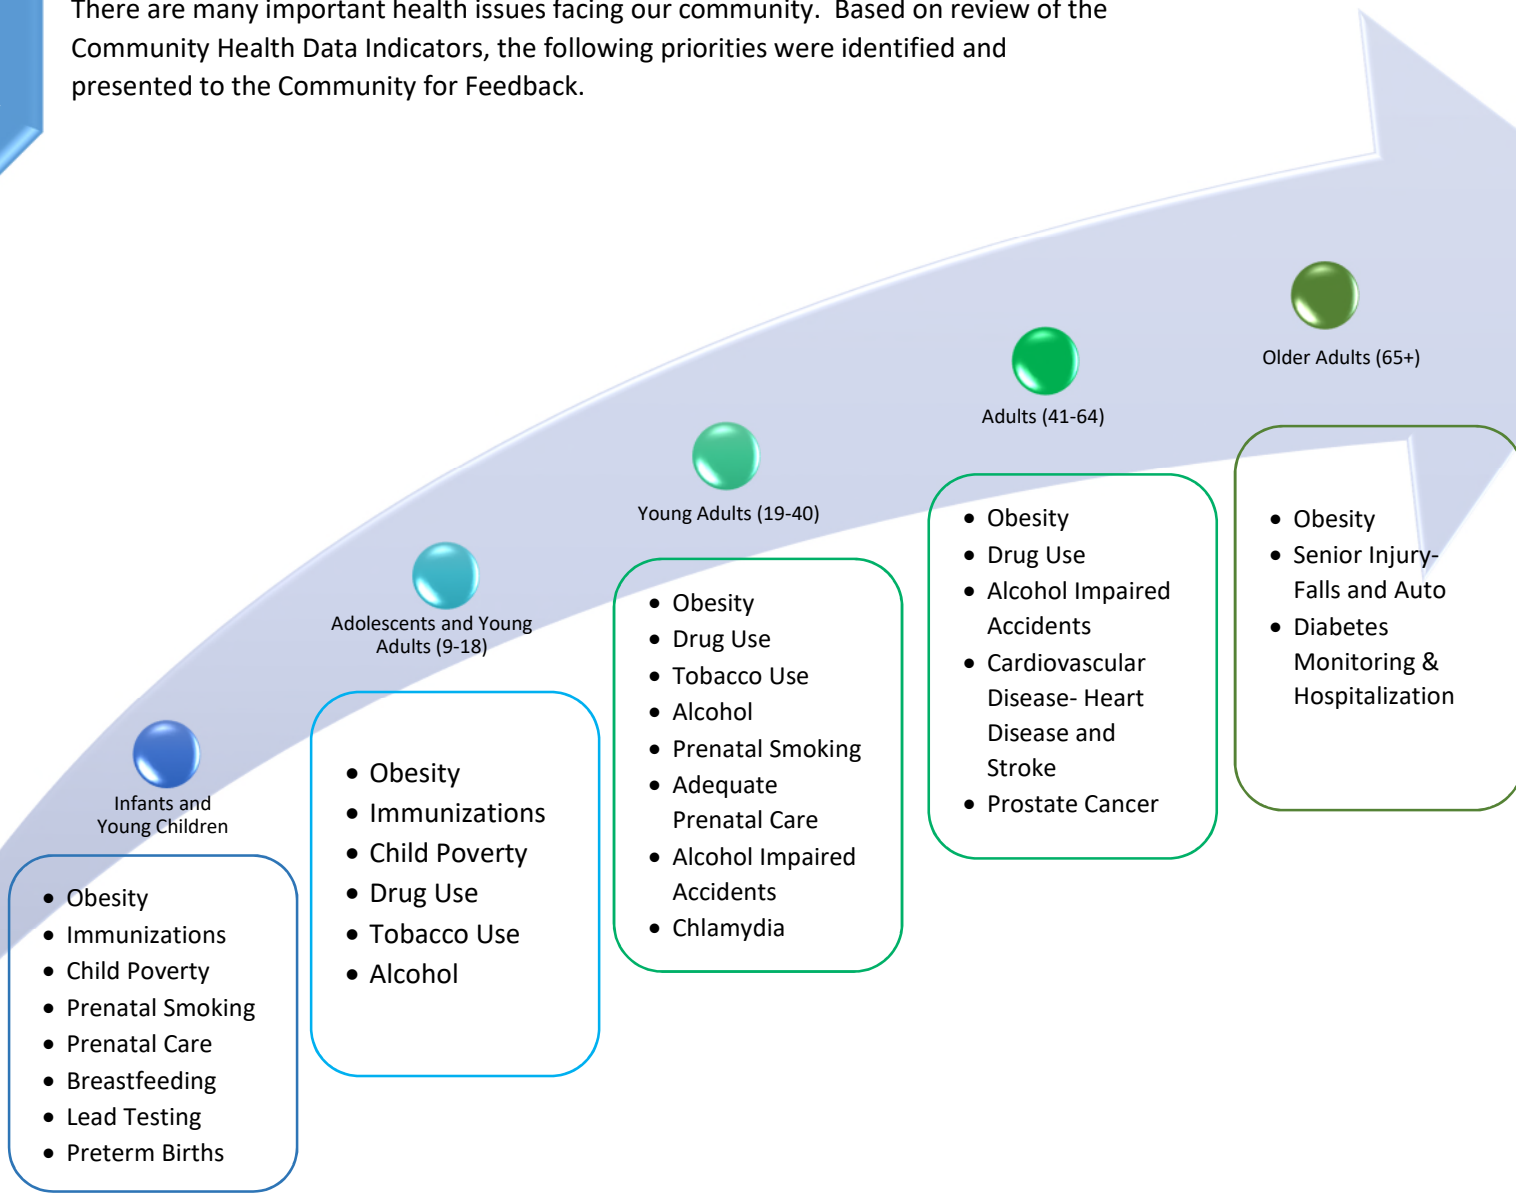 There are many important health issues facing our community.  Based on review of the
Community Health Data Indicators, the following priorities were identified and
presented to the Community for Feedback.
Infants and
Young Children
• Obesity
• Immunizations
• Child Poverty
• Prenatal Smoking
• Prenatal Care
• Breastfeeding
• Lead Testing
• Preterm Births
Adolescents and Young
Adults (9-18)
• Obesity
• Immunizations
• Child Poverty
• Drug Use
• Tobacco Use
• Alcohol
Young Adults (19-40)
• Obesity
• Drug Use
• Tobacco Use
• Alcohol
• Prenatal Smoking
• Adequate
Prenatal Care
• Alcohol Impaired
Accidents
• Chlamydia
Adults (41-64)
• Obesity
• Drug Use
• Alcohol Impaired
Accidents
• Cardiovascular
Disease- Heart
Disease and
Stroke
• Prostate Cancer
Older Adults (65+)
• Obesity
• Senior Injury-
Falls and Auto
• Diabetes
Monitoring &
Hospitalization